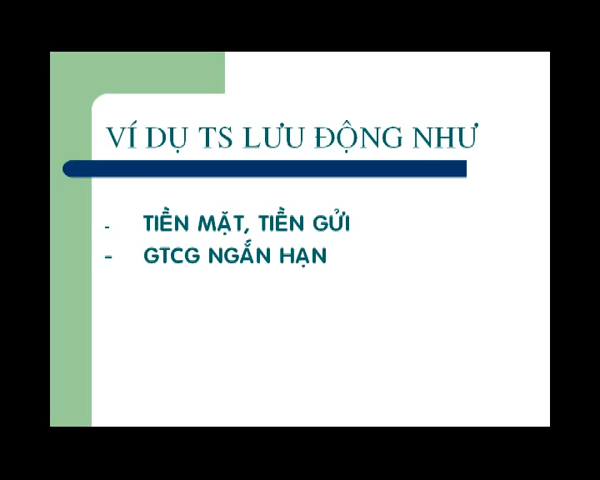 VÍ DỤ TS LƯU ĐỘNG NHƯ
- TIỀN MẶT, TIỀN GỬI
- GTCG NGẮN HẠN